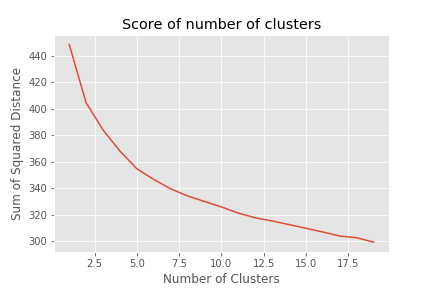 Score of number of clusters
440
420
400
380
360
340
320
300
Sum of Squared Distance
2.5 5.0 7.5 10.0 12.5 15.0 17.5
Number of Clusters